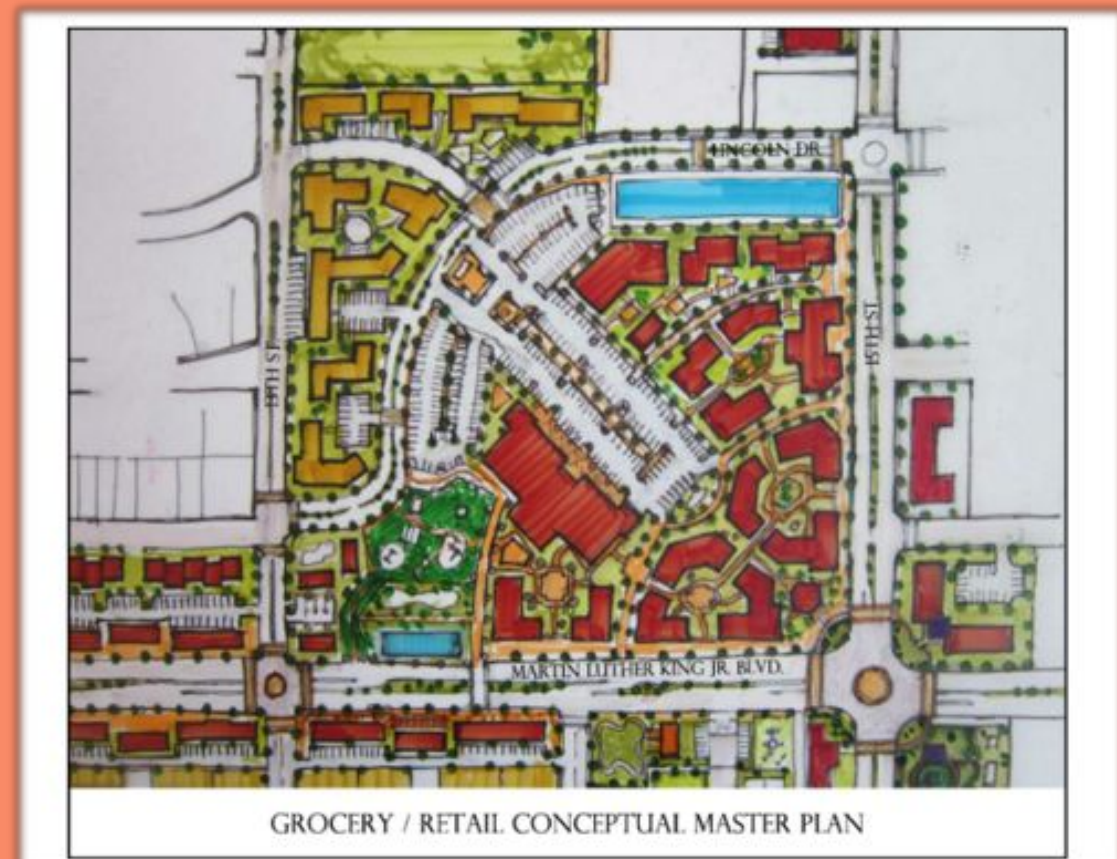 LINCOLN DR.
15TH ST.
MARTIN LUTHER KING JR. BLVD.
GROCERY / RETAIL CONCEPTUAL MASTER PLAN